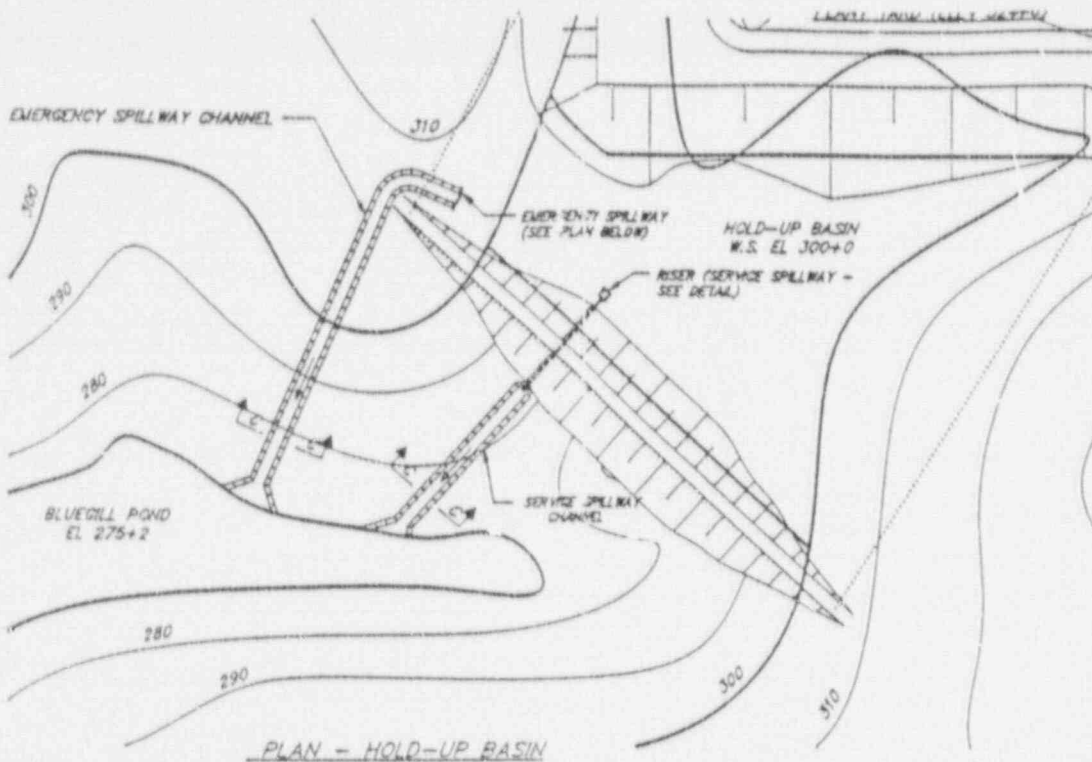 310
EMERGENCY SPILLWAY CHANNEL
300
EMERGENCY SPILLWAY
(SEE PLAN BELOW)
HOLD-UP BASIN
W.S. EL 300+0
RISER (SERVICE SPILLWAY -
SEE DETAIL)
290
280
BLUEGILL POND
EL 275+2
SERVICE SPILLWAY
CHANNEL
280
290
300
310
PLAN - HOLD-UP BASIN